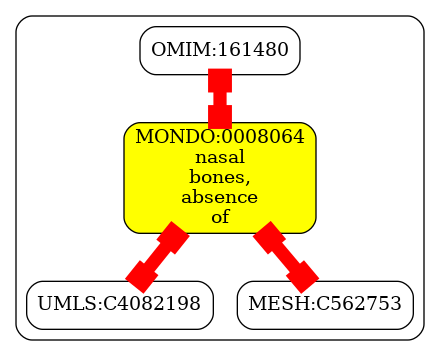 OMIM:161480
MONDO:0008064
nasal
bones,
absence
of
UMLS:C4082198
MESH:C562753